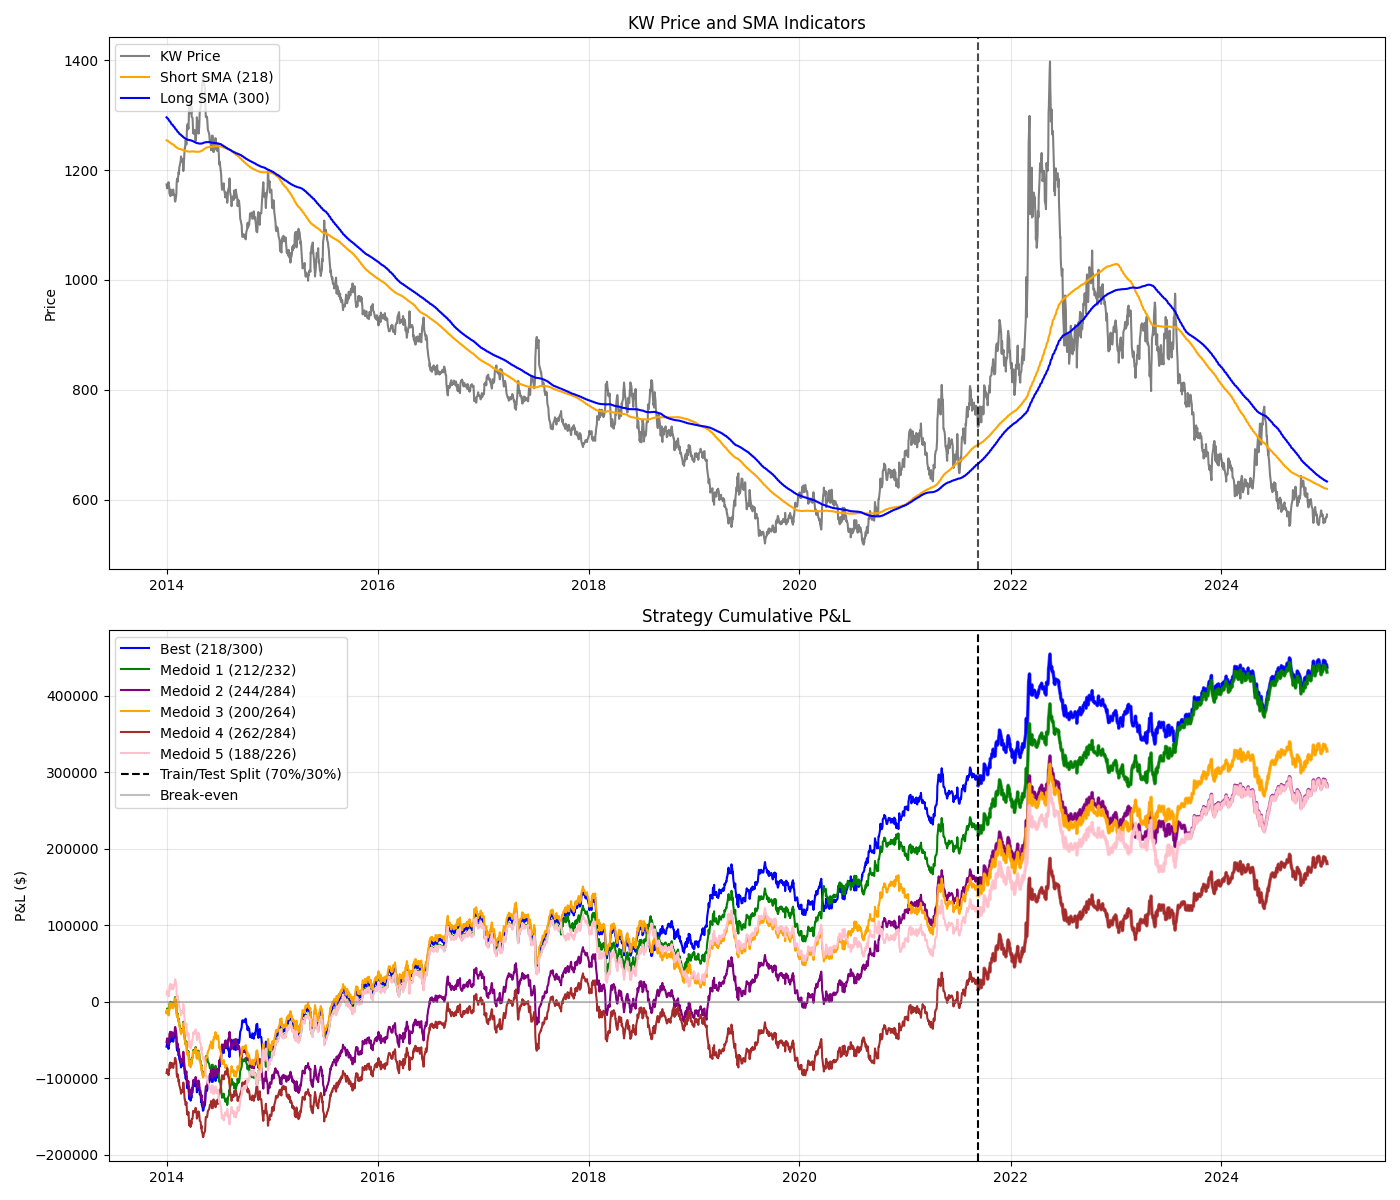 KW Price and SMA Indicators
KW Price
Short SMA (218)
Long SMA (300)
Price
1400
1200
1000
800
600
2014
2016
2018
2020
2022
2024
Strategy Cumulative P&L
Best (218/300)
Medoid 1 (212/232)
Medoid 2 (244/284)
Medoid 3 (200/264)
Medoid 4 (262/284)
Medoid 5 (188/226)
Train/Test Split (70%/30%)
Break-even
P&L ($)
400000
300000
200000
100000
0
−100000
−200000
2014
2016
2018
2020
2022
2024